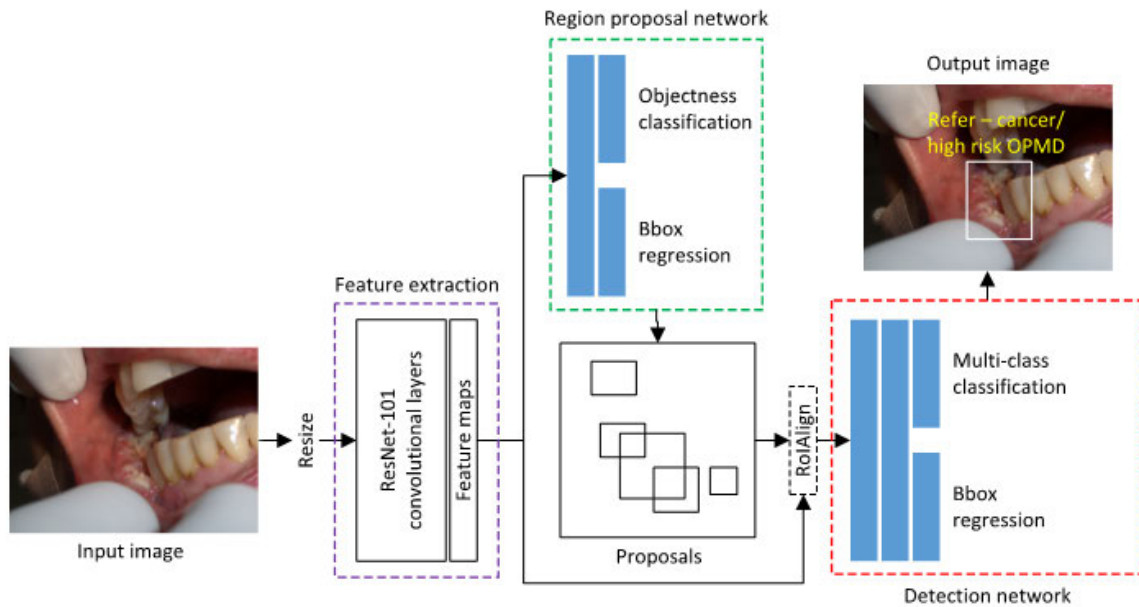 Region proposal network
Objectness
classification
Bbox
regression
Output image
Refer – cancer/
high risk OPMD
Feature extraction
ResNet-101
convolutional layers
Feature maps
Resize
Input image
Proposals
RoIAlign
Multi-class
classification
Bbox
regression
Detection network